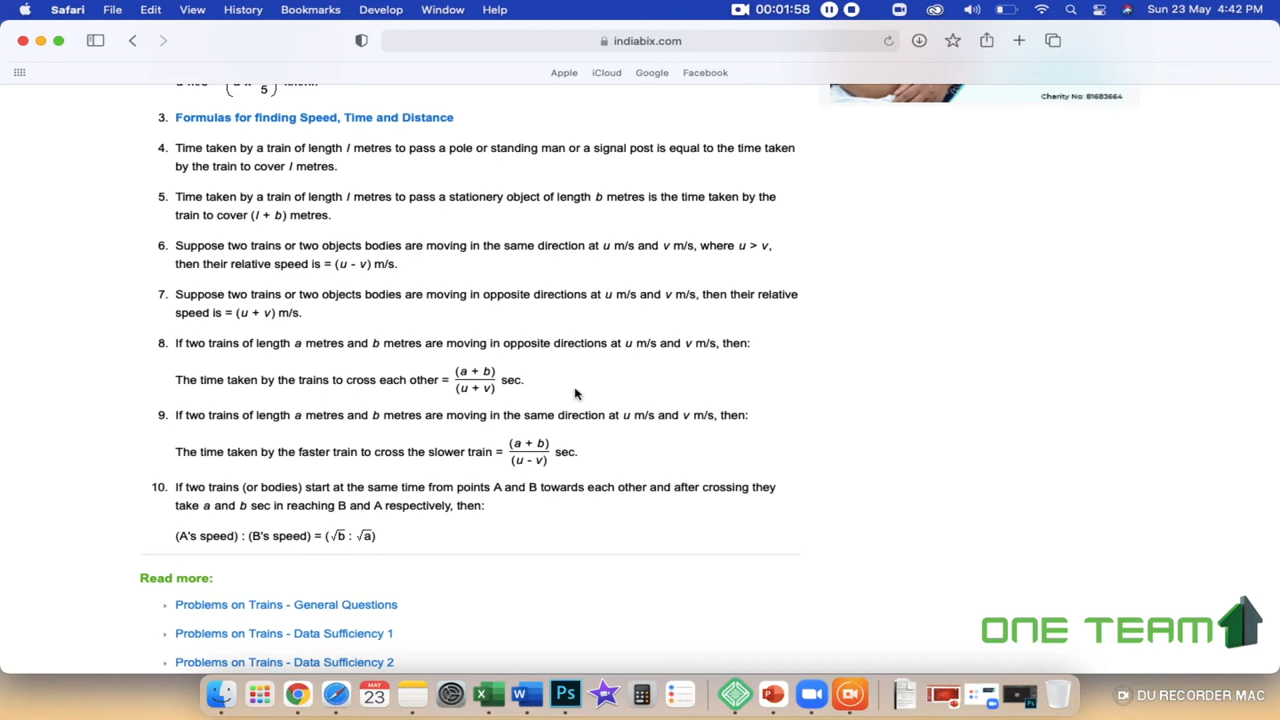 Safari File Edit View History Bookmarks Develop Window Help 00:01:58 Sun 23 May 4:42 PM
indiabix.com
Apple iCloud Google Facebook
5
Charity No: 81683664
3. Formulas for finding Speed, Time and Distance
4. Time taken by a train of length l metres to pass a pole or standing man or a signal post is equal to the time taken
by the train to cover l metres.
5. Time taken by a train of length l metres to pass a stationery object of length b metres is the time taken by the
train to cover (l + b) metres.
6. Suppose two trains or two objects bodies are moving in the same direction at u m/s and v m/s, where u > v,
then their relative speed is = (u - v) m/s.
7. Suppose two trains or two objects bodies are moving in opposite directions at u m/s and v m/s, then their relative
speed is = (u + v) m/s.
8. If two trains of length a metres and b metres are moving in opposite directions at u m/s and v m/s, then:
The time taken by the trains to cross each other = (a + b) / (u + v) sec.
9. If two trains of length a metres and b metres are moving in the same direction at u m/s and v m/s, then:
The time taken by the faster train to cross the slower train = (a + b) / (u - v) sec.
10. If two trains (or bodies) start at the same time from points A and B towards each other and after crossing they
take a and b sec in reaching B and A respectively, then:
(A's speed) : (B's speed) = (√b : √a)
Read more:
Problems on Trains - General Questions
Problems on Trains - Data Sufficiency 1
Problems on Trains - Data Sufficiency 2
ONE TEAM
MAY
23
DU RECORDER MAC